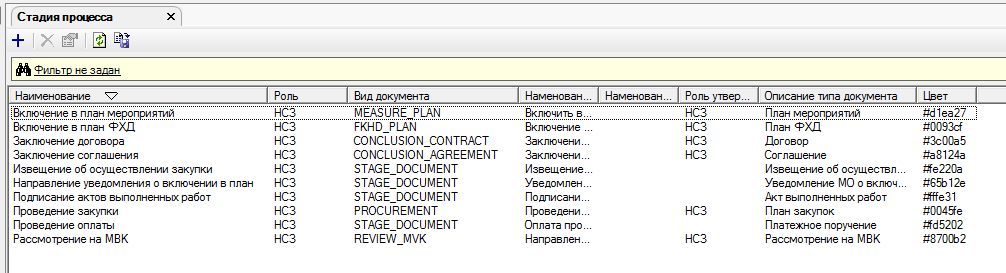 Стадия процесса
Фильтр не задан
Наименование Роль Вид документа Наименован... Наименован... Роль утвер... Описание типа документа Цвет
Включение в план мероприятий НСЗ MEASURE_PLAN Включить в... НСЗ План мероприятий #d1ea27
Включение в план ФХД НСЗ FKHD_PLAN Включение ... НСЗ План ФХД #0093cf
Заключение договора НСЗ CONCLUSION_CONTRACT Заключени... НСЗ Договор #3c00a5
Заключение соглашения НСЗ CONCLUSION_AGREEMENT Заключени... НСЗ Соглашение #a8124a
Извещение об осуществлении закупки НСЗ STAGE_DOCUMENT Извещение... Извещение об осуществл... #fe220a
Направление уведомления о включении в план НСЗ STAGE_DOCUMENT Уведомлен... Уведомление МО о включ... #65b12e
Подписание актов выполненных работ НСЗ STAGE_DOCUMENT Подписани... Акт выполненных работ #fffe31
Проведение закупки НСЗ PROCUREMENT Проведени... НСЗ План закупок #0045fe
Проведение оплаты НСЗ STAGE_DOCUMENT Оплата про... Платежное поручение #fd5202
Рассмотрение на МВК НСЗ REVIEW_MVK Направлен... НСЗ Рассмотрение на МВК #8700b2